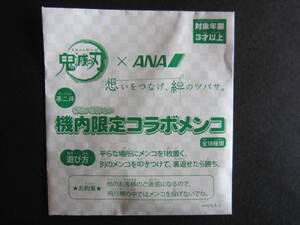 対象年齢
3才以上
鬼滅の刃 × ANA
想いをつなげ、絆のツバサ。
第二弾
機内限定コラボメンコ
全18種類
遊び方
平らな場所にメンコを1枚置く。
別のメンコを叩きつけて、裏返せたら勝ち。
★お約束★
他のお客様のご迷惑になるので、
飛行機の中ではメンコを投げないでね。